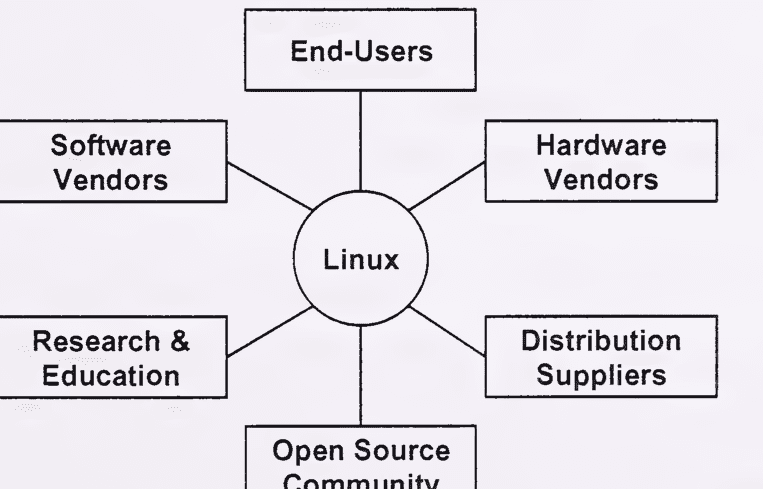 End-Users
Software
Vendors
Hardware
Vendors
Linux
Research &
Education
Distribution
Suppliers
Open Source
Community